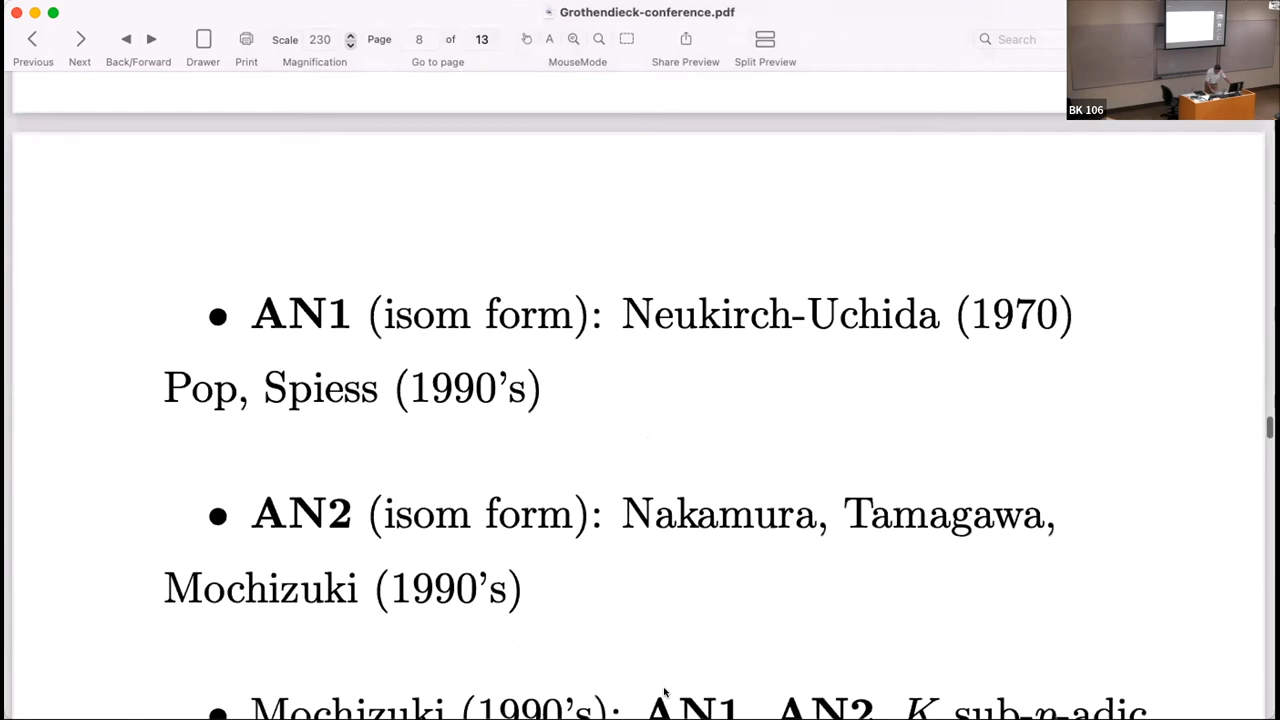 Grothendieck-conference.pdf
Previous Next Back/Forward Drawer Print Scale 230 Magnification Page 8 of 13 Go to page MouseMode Share Preview Split Preview Search
BK 106
• AN1 (isom form): Neukirch-Uchida (1970)
Pop, Spiess (1990's)
• AN2 (isom form): Nakamura, Tamagawa,
Mochizuki (1990's)
• Mochizuki (1990's): AN1, AN2, K sub-p-adic